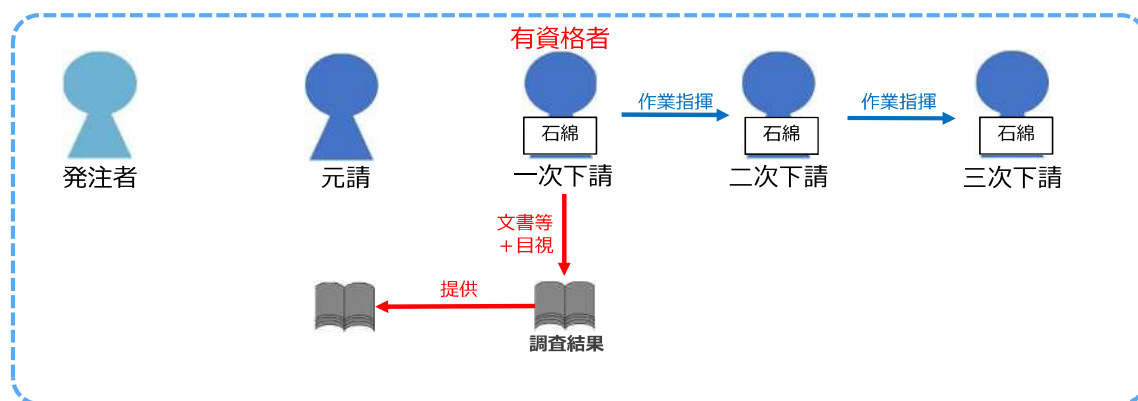 有資格者
作業指揮
作業指揮
石綿
石綿
石綿
発注者
元請
一次下請
二次下請
三次下請
文書等
+目視
提供
調査結果